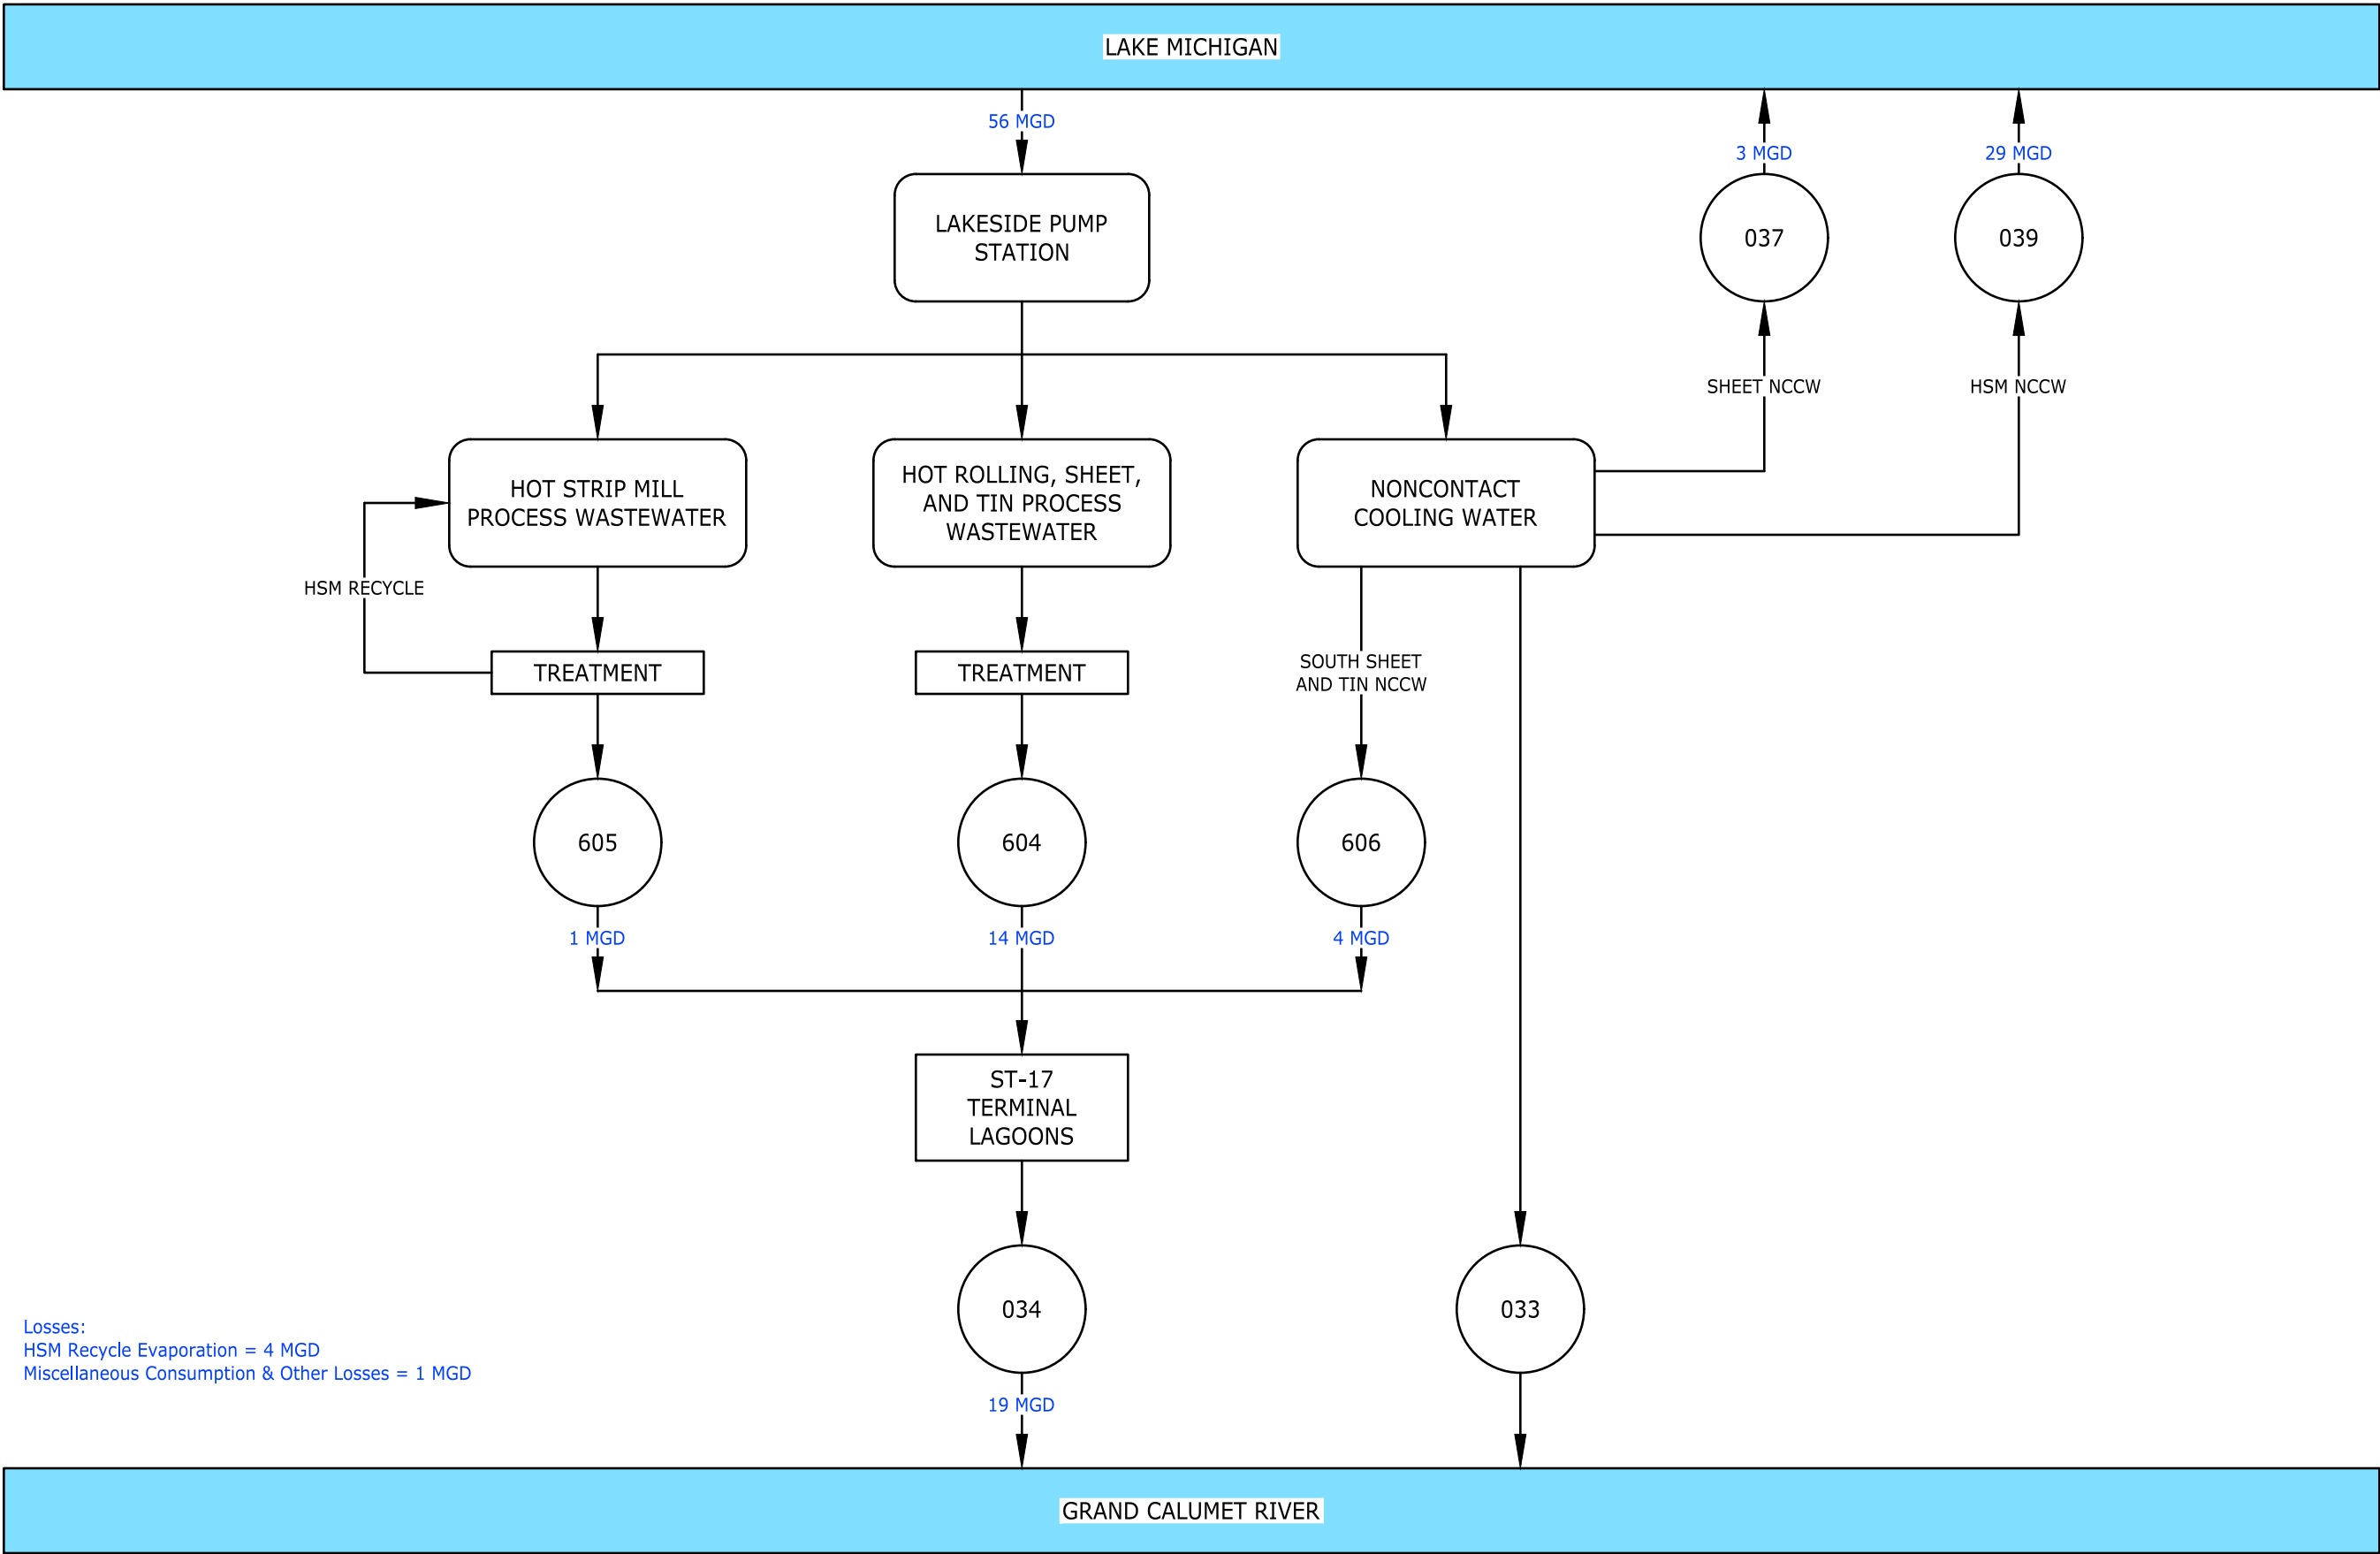 LAKE MICHIGAN
56 MGD
3 MGD
29 MGD
LAKESIDE PUMP
STATION
037
039
SHEET NCCW
HSM NCCW
HOT STRIP MILL
PROCESS WASTEWATER
HOT ROLLING, SHEET,
AND TIN PROCESS
WASTEWATER
NONCONTACT
COOLING WATER
HSM RECYCLE
TREATMENT
TREATMENT
SOUTH SHEET
AND TIN NCCW
605
604
606
1 MGD
14 MGD
4 MGD
ST-17
TERMINAL
LAGOONS
034
033
Losses:
HSM Recycle Evaporation = 4 MGD
Miscellaneous Consumption & Other Losses = 1 MGD
19 MGD
GRAND CALUMET RIVER